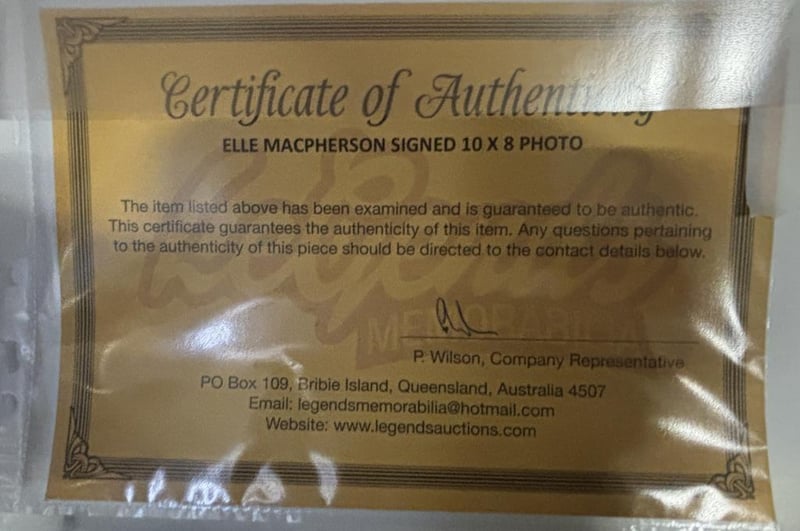 Certificate of Authenticity
ELLE MACPHERSON SIGNED 10 X 8 PHOTO
The item listed above has been examined and is guaranteed to be authentic.
This certificate guarantees the authenticity of this item. Any questions pertaining
to the authenticity of this piece should be directed to the contact details below.
Legends
MEMORABILIA
P. Wilson, Company Representative
PO Box 109, Bribie Island, Queensland, Australia 4507
Email: legendsmemorabilia@hotmail.com
Website: www.legendsauctions.com